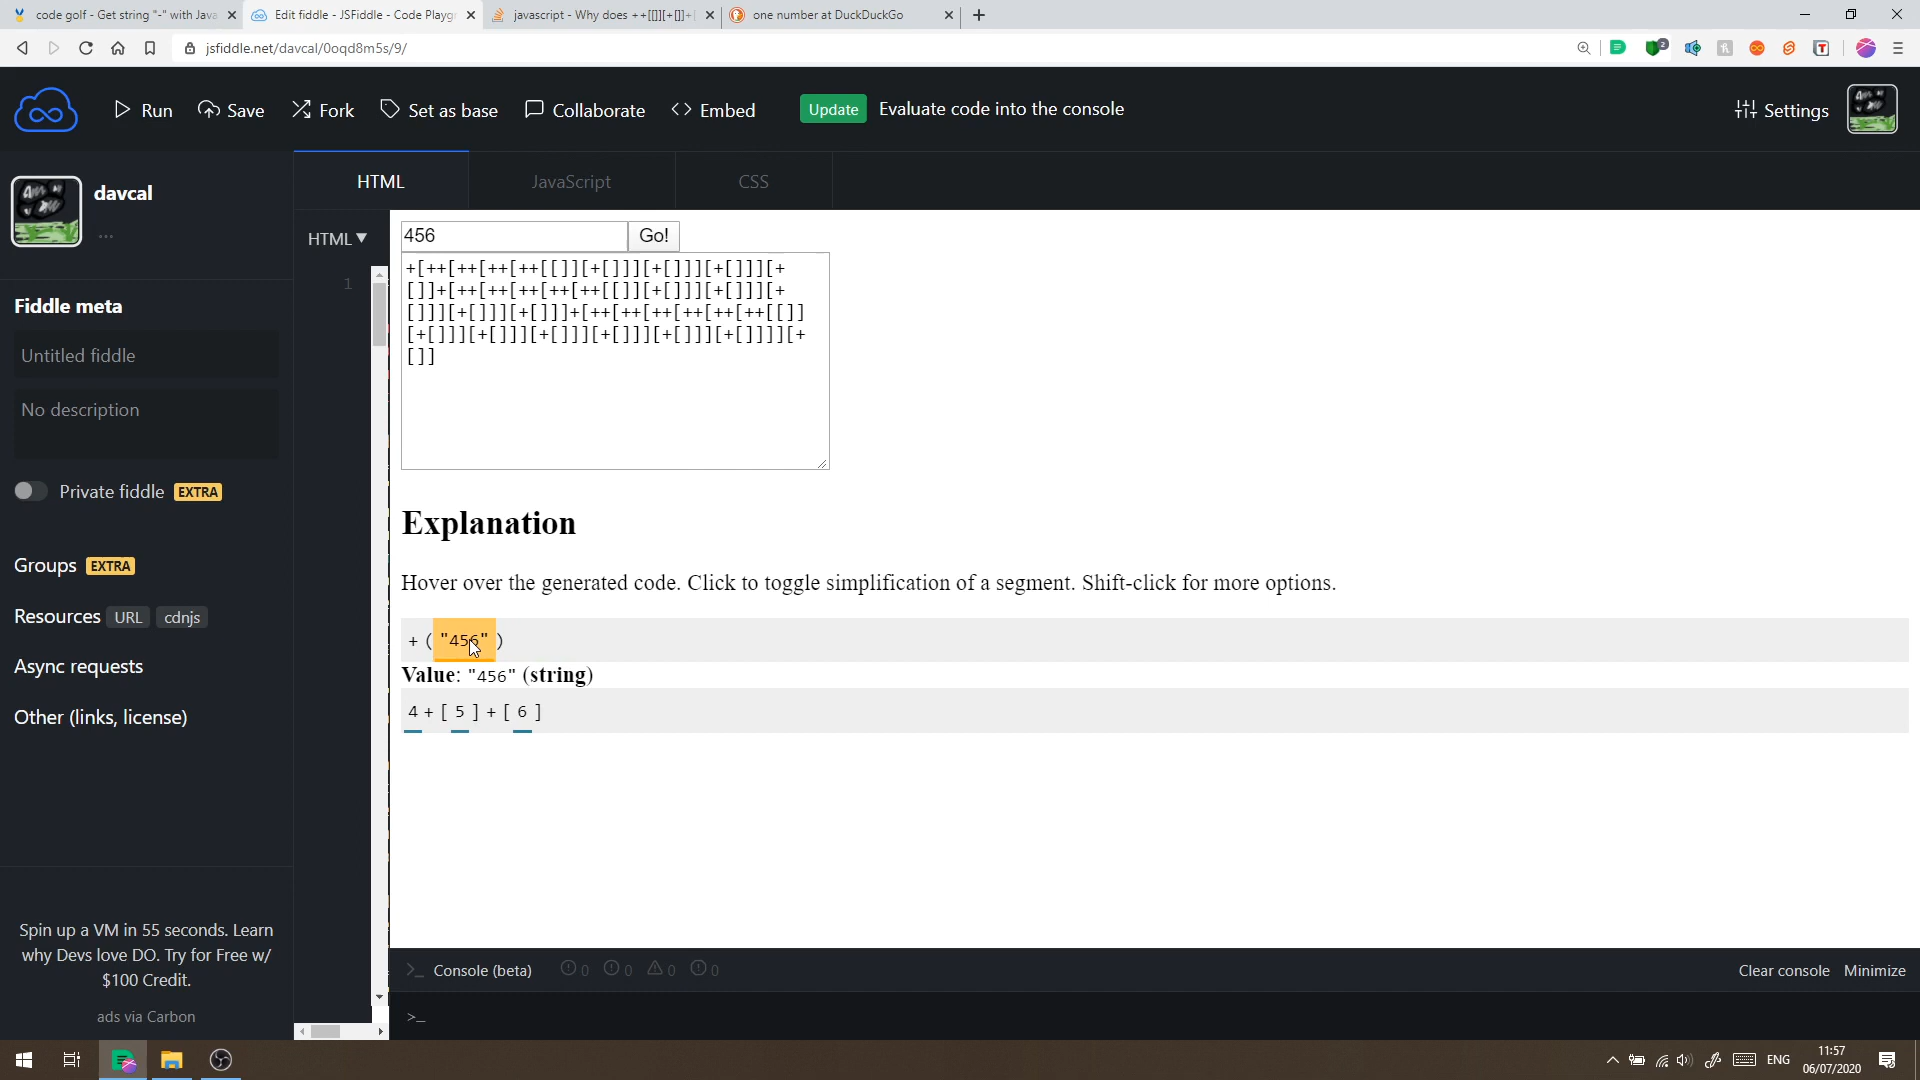 code golf - Get string "-" with Java
Edit fiddle - JSFiddle - Code Playgr
javascript - Why does ++[[]][+[]]+[
one number at DuckDuckGo
jsfiddle.net/davcal/0oqd8m5s/9/
2
Run
Save
Fork
Set as base
Collaborate
Embed
Update
Evaluate code into the console
Settings
davcal
...
Fiddle meta
Untitled fiddle
No description
Private fiddle EXTRA
Groups EXTRA
Resources URL cdnjs
Async requests
Other (links, license)
Spin up a VM in 55 seconds. Learn
why Devs love DO. Try for Free w/
$100 Credit.
ads via Carbon
HTML
JavaScript
CSS
HTML▼
1
456
Go!
+[++[++[++[++[[]][+[]]][+[]]][+[]]][+
[]]+[++[++[++[++[++[[]][+[]]][+[]]][+
[]]][+[]]][+[]]]+[++[++[++[++[++[++[[]]
[+[]]][+[]]][+[]]][+[]]][+[]]][+[]]]][+
[]]
Explanation
Hover over the generated code. Click to toggle simplification of a segment. Shift-click for more options.
+ ( "456" )
Value: "456" (string)
4 + [ 5 ] + [ 6 ]
>_ Console (beta)
0 0 0 0
Clear console Minimize
>_
ENG
11:57
06/07/2020